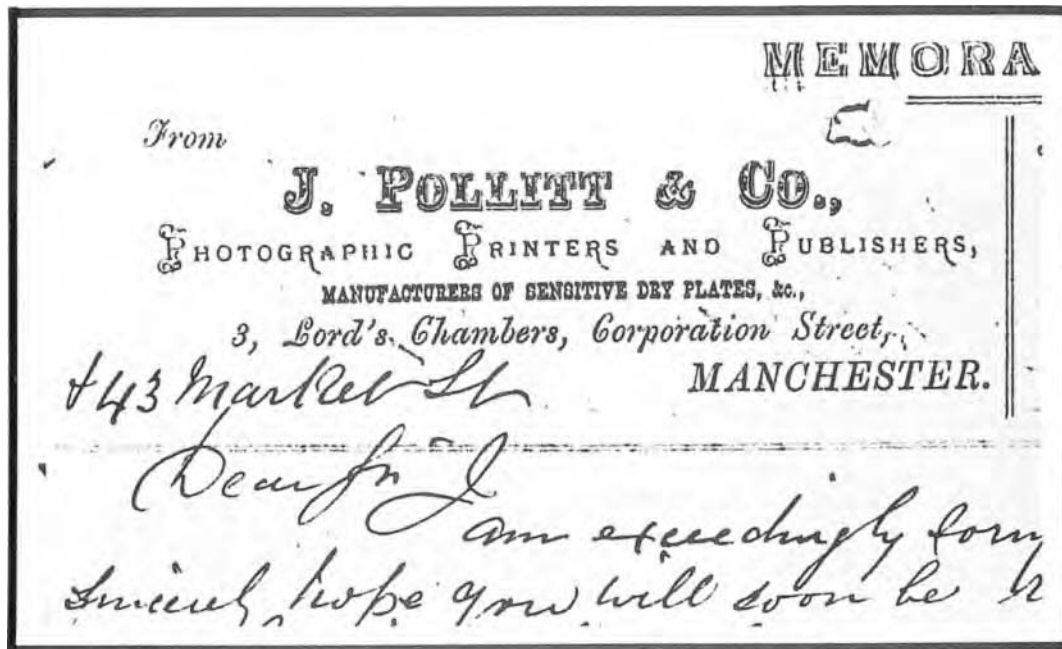 MEMORA
From
J. POLLITT & CO.,
PHOTOGRAPHIC PRINTERS AND PUBLISHERS,
MANUFACTURERS OF SENSITIVE DRY PLATES, &c.,
3, Lord's Chambers, Corporation Street,
MANCHESTER.
& 43 Market St
Dear Sir I
am exceedingly sorry
sincerely hope you will soon be